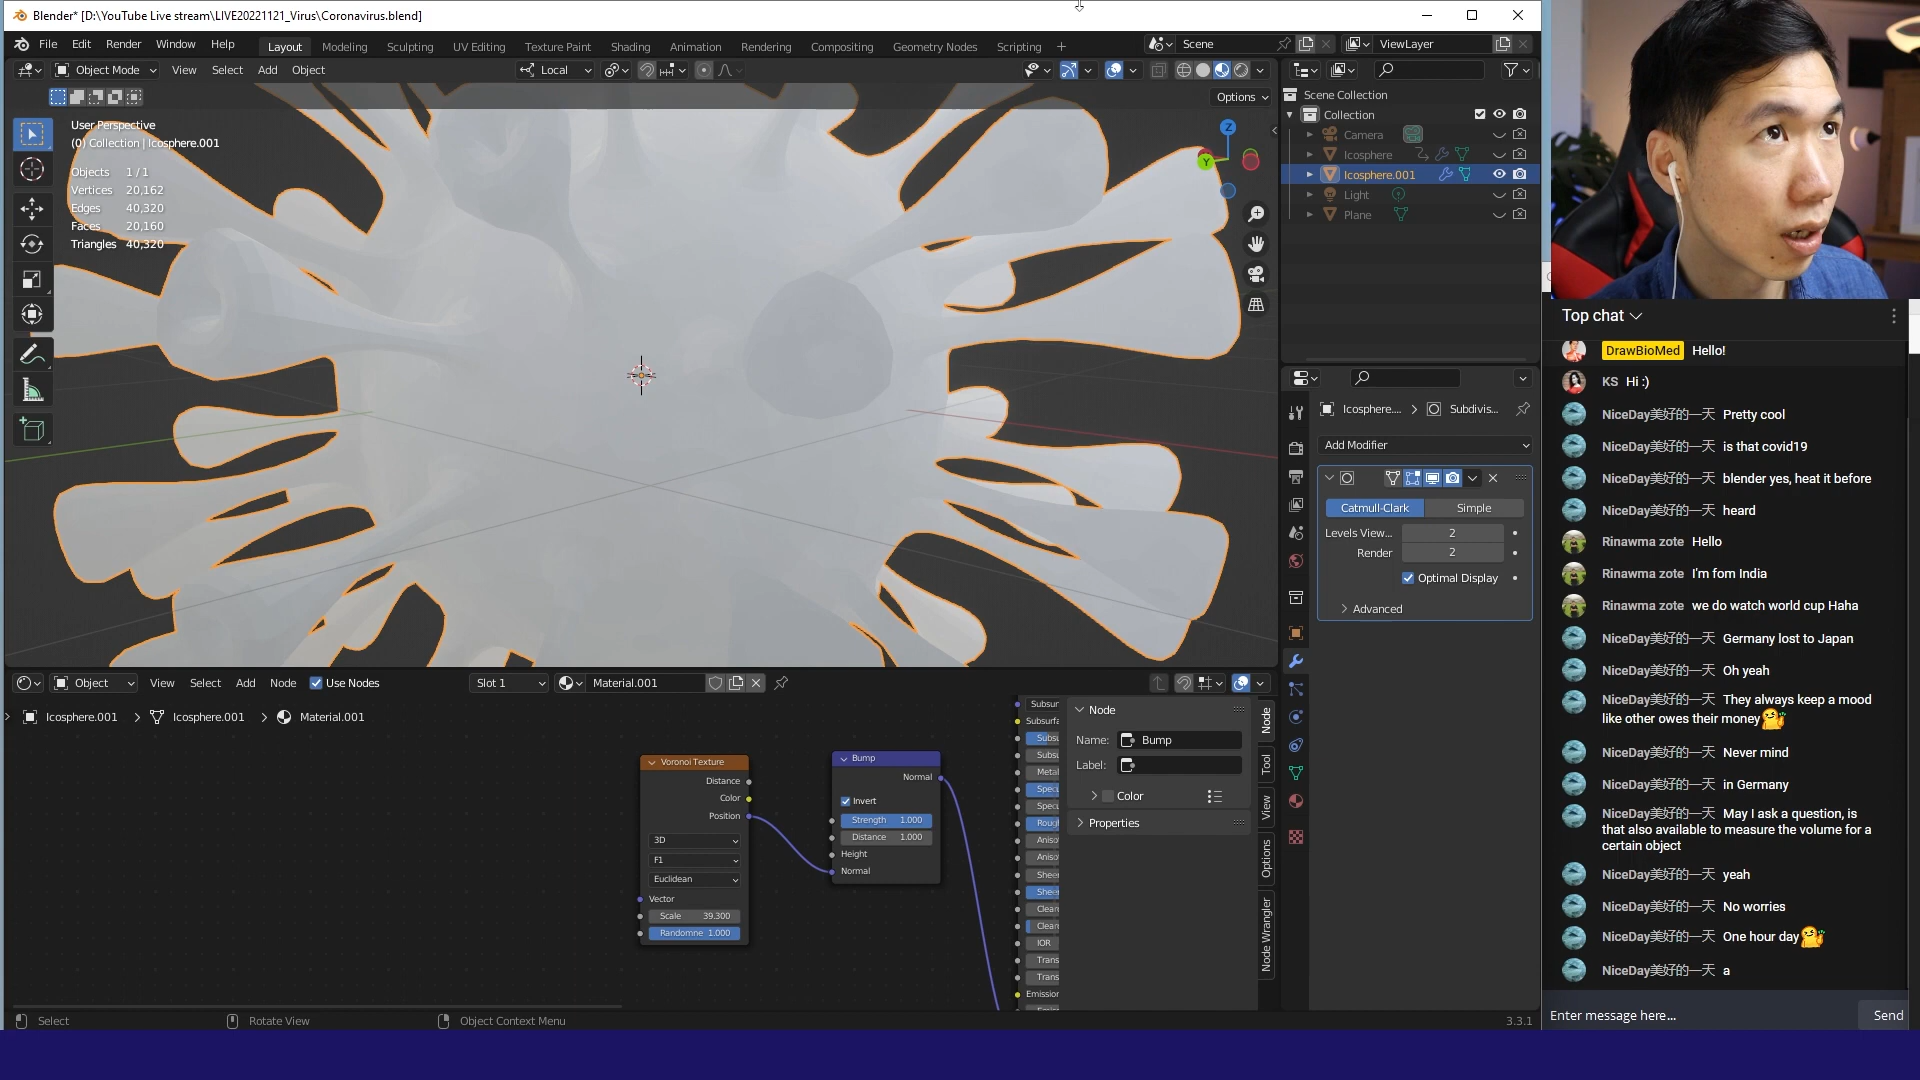 Blender* [D:\YouTube Live stream\LIVE20221121_Virus\Coronavirus.blend]
File Edit Render Window Help Layout Modeling Sculpting UV Editing Texture Paint Shading Animation Rendering Compositing Geometry Nodes Scripting + Scene ViewLayer
Object Mode View Select Add Object Local
Options
User Perspective
(0) Collection | Icosphere.001
Objects 1 / 1
Vertices 20,162
Edges 40,320
Faces 20,160
Triangles 40,320
Z
Y
Scene Collection
Collection
Camera
Icosphere
Icosphere.001
Light
Plane
Icosphere.... > Subdivis...
Add Modifier
Catmull-Clark Simple
Levels View... 2
Render 2
Optimal Display
Advanced
Object View Select Add Node Use Nodes Slot 1 Material.001
Icosphere.001 > Icosphere.001 > Material.001
Voronoi Texture
Distance
Color
Position
3D
F1
Euclidean
Vector
Scale 39.300
Randomne 1.000
Bump
Normal
Invert
Strength 1.000
Distance 1.000
Height
Normal
Subsur
Subsurfa
Subsu
Subsu
Metal
Specu
Specu
Rough
Aniso
Aniso
Sheen
Sheen
Clearc
Clearc
IOR
Trans
Trans
Emission
Node
Name: Bump
Label:
Color
Properties
Node
Tool
View
Options
Node Wrangler
Select Rotate View Object Context Menu 3.3.1
Top chat
DrawBioMed Hello!
KS Hi :)
NiceDay美好的一天 Pretty cool
NiceDay美好的一天 is that covid19
NiceDay美好的一天 blender yes, heat it before
NiceDay美好的一天 heard
Rinawma zote Hello
Rinawma zote I'm fom India
Rinawma zote we do watch world cup Haha
NiceDay美好的一天 Germany lost to Japan
NiceDay美好的一天 Oh yeah
NiceDay美好的一天 They always keep a mood
like other owes their money
NiceDay美好的一天 Never mind
NiceDay美好的一天 in Germany
NiceDay美好的一天 May I ask a question, is
that also available to measure the volume for a
certain object
NiceDay美好的一天 yeah
NiceDay美好的一天 No worries
NiceDay美好的一天 One hour day
NiceDay美好的一天 a
Enter message here... Send